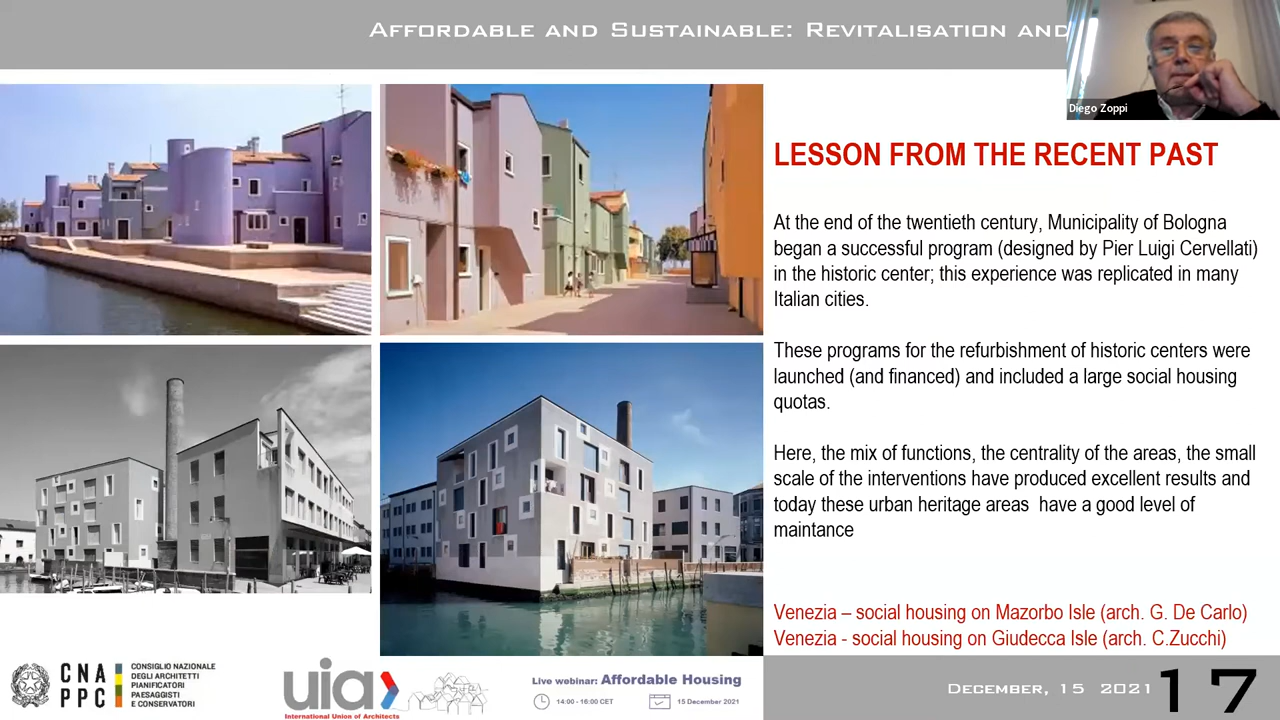 Affordable and Sustainable: Revitalisation and
Diego Zoppi
LESSON FROM THE RECENT PAST
At the end of the twentieth century, Municipality of Bologna
began a successful program (designed by Pier Luigi Cervellati)
in the historic center; this experience was replicated in many
Italian cities.
These programs for the refurbishment of historic centers were
launched (and financed) and included a large social housing
quotas.
Here, the mix of functions, the centrality of the areas, the small
scale of the interventions have produced excellent results and
today these urban heritage areas have a good level of
maintance
Venezia – social housing on Mazorbo Isle (arch. G. De Carlo)
Venezia - social housing on Giudecca Isle (arch. C.Zucchi)
CNA
PPC
CONSIGLIO NAZIONALE
DEGLI ARCHITETTI
PIANIFICATORI
PAESAGGISTI
E CONSERVATORI
uia
International Union of Architects
Live webinar: Affordable Housing
14:00 - 16:00 CET
15 December 2021
December, 15 2021
17